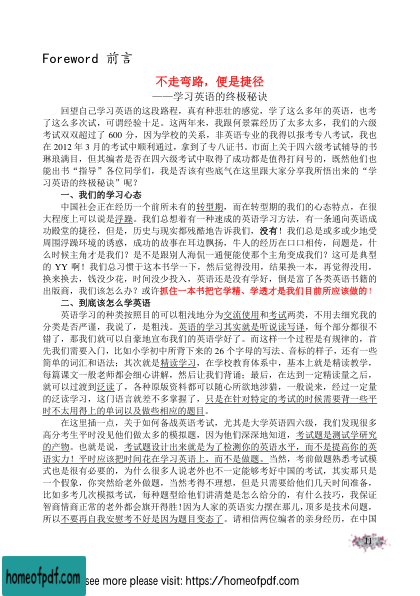 Foreword 前言
不走弯路，便是捷径
——学习英语的终极秘诀
回望自己学习英语的这段路程，真有种悲壮的感觉，学了这么多年的英语，也考
了这么多次试，可谓经验十足。这两年来，我跟何景霖经历了太多太多，我们的六级
考试双双超过了 600 分，因为学校的关系，非英语专业的我得以报考专八考试，我也
在 2012 年 3 月的考试中顺利通过，拿到了专八证书。市面上关于四六级考试辅导的书
琳琅满目，但其编者是否在四六级考试中取得了成功都是值得打问号的，既然他们也
能出书“指导”各位同学们，我是否该有些底气在这里跟大家分享我所悟出来的“学
习英语的终极秘诀”呢？
一、我们的学习心态
中国社会正在经历一个前所未有的转型期，而在转型期的我们的心态特点，在很
大程度上可以说是浮躁。我们总想着有一种速成的英语学习方法，有一条通向英语成
功殿堂的捷径，但是，历史与现实都残酷地告诉我们，没有！我们总是或多或少地受
周围浮躁环境的诱惑，成功的故事在耳边飘扬，牛人的经历在口口相传，问题是，什
么时候主角才是我们？是不是跟别人海侃一通便能使那个主角变成我们？这可是典型
的 YY 啊！我们总习惯于这本书学一下，然后觉得没用，结果换一本，再觉得没用，
换来换去，钱没少花，时间没少投入，英语还是没有学好，倒是富了各类英语书籍的
出版商，我们该怎么办？或许抓住一本书把它学精、学透才是我们目前所应该做的！
二、到底该怎么学英语
英语学习的种类按照目的可以粗浅地分为交流使用和考试两类，不用去细究我的
分类是否严谨，我说了，是粗浅。英语的学习其实就是听说读写译，每个部分都很不
错了，那我们就可以自豪地宣布我们的英语学好了。而这样一个过程是有规律的，首
先我们需要入门，比如小学初中所背下来的 26 个字母的写法、音标的样子，还有一些
简单的词汇和语法；其次就是精读学习，在学校教育体系中，基本上就是精读教学，
每篇课文一般老师都会细心讲解，然后让我们背诵；最后，在达到一定精读量之后，
就可以过渡到泛读了，各种原版资料都可以随心所欲地涉猎，一般说来，经过一定量
的泛读学习，这门语言就差不多掌握了，只是在针对特定的考试的时候需要背一些平
时不太用得上的单词以及做些相应的题目。
在这里插一点，关于如何备战英语考试，尤其是大学英语四六级，我们发现很多
高分考生平时没见他们做太多的模拟题，因为他们深深地知道，考试题是测试学研究
的产物。也就是说，考试题设计出来就是为了检测你的英语水平，而不是提高你的英
语实力！平时应该把时间花在学习英语上，而不是做题。当然，考前做题熟悉考试模
式也是很有必要的，为什么很多人说老外也不一定能够考好中国的考试，其实那只是
一个假象，你突然给老外做题，当然考得不理想，但是只需要给他们几天时间准备，
比如多考几次模拟考试，每种题型给他们讲清楚是怎么给分的，有什么技巧，我保证
智商情商正常的老外都会旗开得胜！因为人家的英语实力摆在那儿，顶多是技术问题，
所以不要再自我安慰考不好是因为题目变态了。请相信两位编者的亲身经历，在中国
homeofpdf.com
see more please visit: https://homeofpdf.com